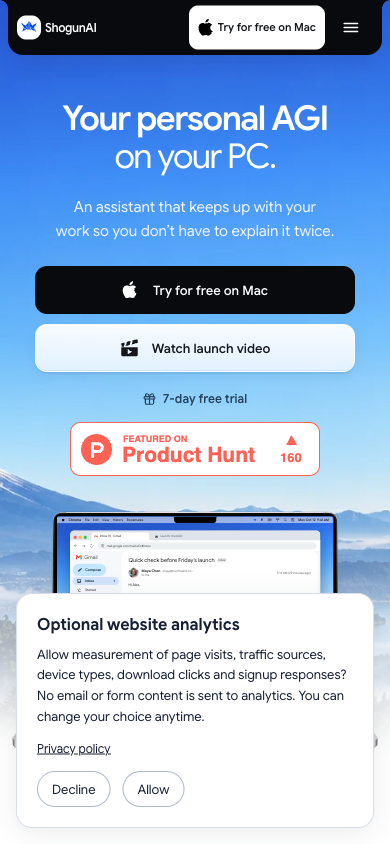 ShogunAI
Try for free on Mac
Your personal AGI
on your PC.
An assistant that keeps up with your
work so you don't have to explain it twice.
Try for free on Mac
Watch launch video
7-day free trial
FEATURED ON
Product Hunt
160
Gmail
Compose
Inbox
Starred
Quick check before Friday's launch
Maya Chan
Optional website analytics
Allow measurement of page visits, traffic sources,
device types, download clicks and signup responses?
No email or form content is sent to analytics. You can
change your choice anytime.
Privacy policy
Decline
Allow